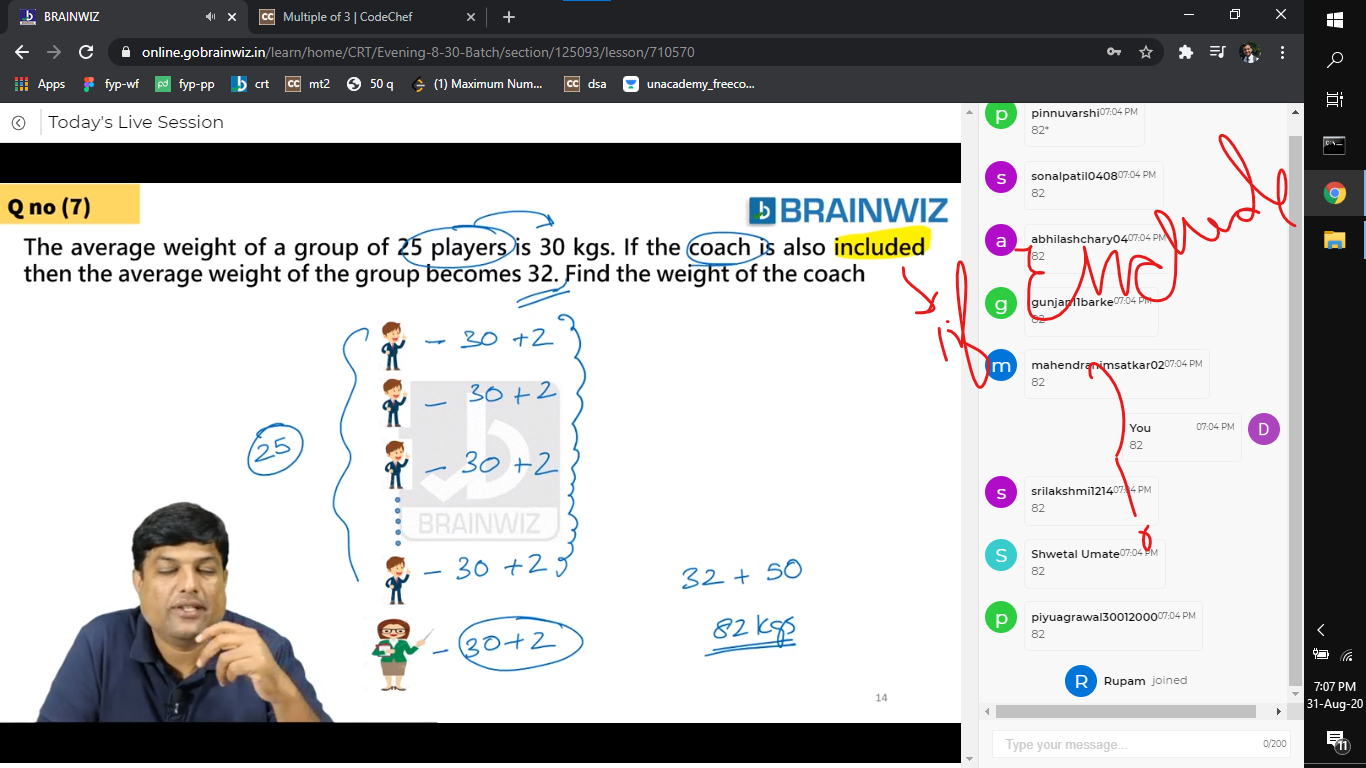 BRAINWIZ
Multiple of 3 | CodeChef
online.gobrainwiz.in/learn/home/CRT/Evening-8-30-Batch/section/125093/lesson/710570
Apps fyp-wf fyp-pp crt mt2 50 q (1) Maximum Num... dsa unacademy_freeco...
Today's Live Session
Q no (7)
BRAINWIZ
The average weight of a group of 25 players is 30 kgs. If the coach is also included
then the average weight of the group becomes 32. Find the weight of the coach
- 30 +2
- 30 +2
25
- 30 +2
BRAINWIZ
- 30 +2
32 + 50
- 30+2
82 kgs
14
if
p
pinnuvarshi 07:04 PM
82*
s
sonalpatil0408 07:04 PM
82
a
abhilashchary04 07:04 PM
82
g
gunjan11barke 07:04 PM
82
m
mahendranimsatkar02 07:04 PM
82
You 07:04 PM
82
D
s
srilakshmi1214 07:04 PM
82
S
Shwetal Umate 07:04 PM
82
p
piyuagrawal30012000 07:04 PM
82
R
Rupam joined
Type your message... 0/200
7:07 PM
31-Aug-20
11